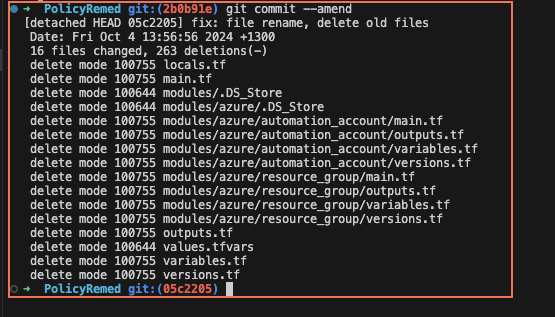 ➜ PolicyRemed git:(2b0b91e) git commit --amend
[detached HEAD 05c2205] fix: file rename, delete old files
Date: Fri Oct 4 13:56:56 2024 +1300
16 files changed, 263 deletions(-)
delete mode 100755 locals.tf
delete mode 100755 main.tf
delete mode 100644 modules/.DS_Store
delete mode 100644 modules/azure/.DS_Store
delete mode 100755 modules/azure/automation_account/main.tf
delete mode 100755 modules/azure/automation_account/outputs.tf
delete mode 100755 modules/azure/automation_account/variables.tf
delete mode 100755 modules/azure/automation_account/versions.tf
delete mode 100755 modules/azure/resource_group/main.tf
delete mode 100755 modules/azure/resource_group/outputs.tf
delete mode 100755 modules/azure/resource_group/variables.tf
delete mode 100755 modules/azure/resource_group/versions.tf
delete mode 100755 outputs.tf
delete mode 100644 values.tfvars
delete mode 100755 variables.tf
delete mode 100755 versions.tf
➜ PolicyRemed git:(05c2205)